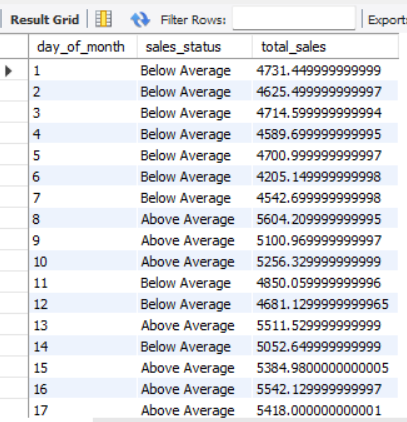 Result Grid Filter Rows: Export:
day_of_month sales_status total_sales
1 Below Average 4731.449999999999
2 Below Average 4625.499999999997
3 Below Average 4714.599999999994
4 Below Average 4589.699999999995
5 Below Average 4700.999999999997
6 Below Average 4205.149999999998
7 Below Average 4542.699999999998
8 Above Average 5604.209999999995
9 Above Average 5100.969999999997
10 Above Average 5256.329999999999
11 Below Average 4850.059999999996
12 Below Average 4681.1299999999965
13 Above Average 5511.529999999999
14 Below Average 5052.649999999999
15 Above Average 5384.9800000000005
16 Above Average 5542.129999999997
17 Above Average 5418.000000000001